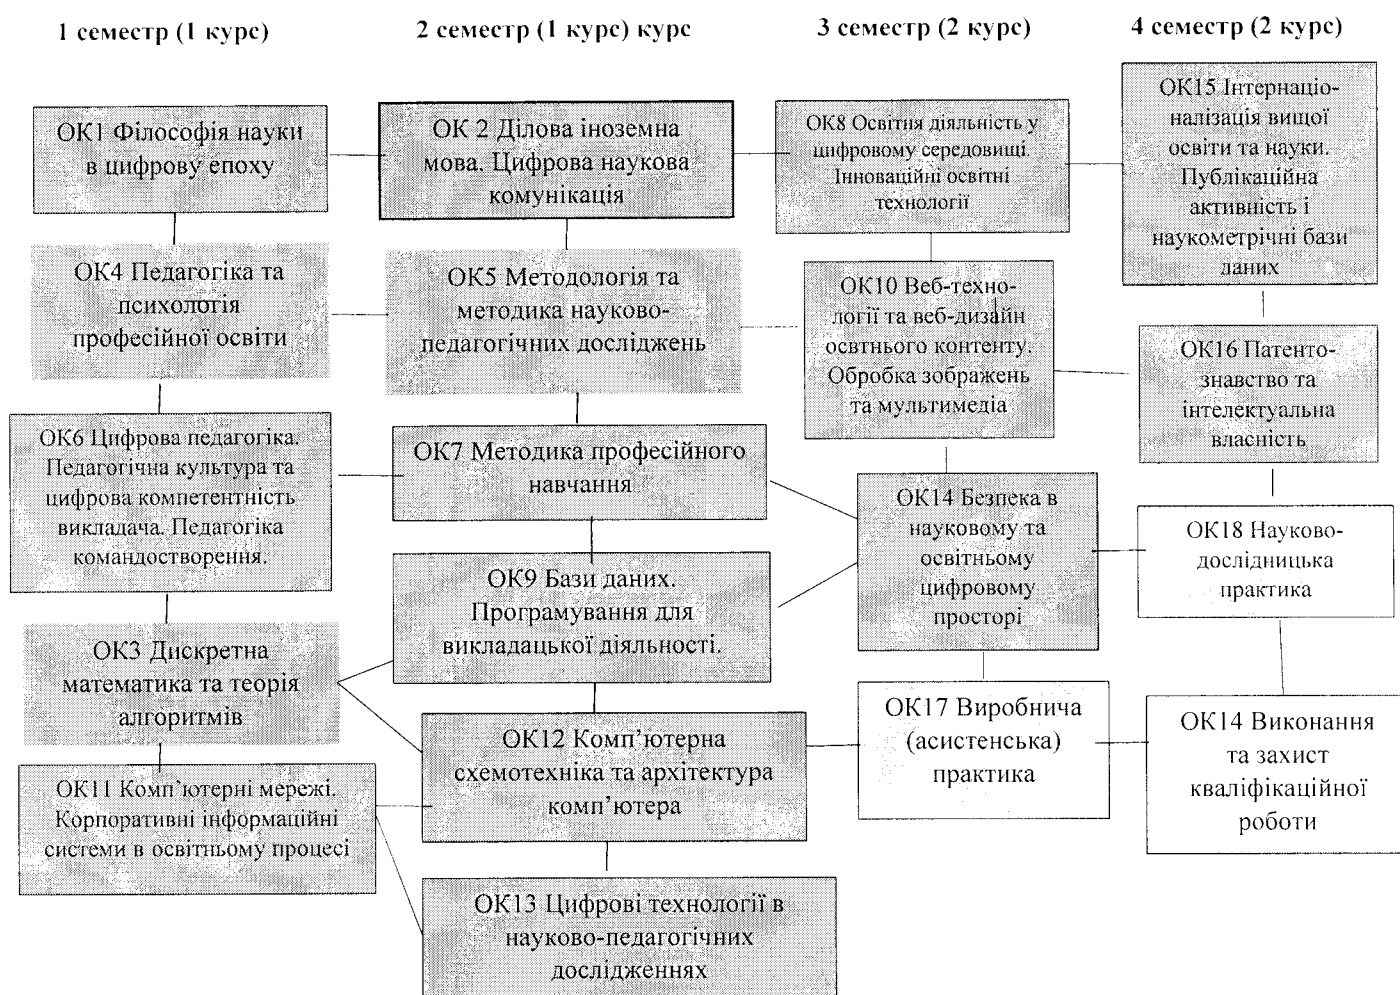 1 семестр (1 курс)
2 семестр (1 курс) курс
3 семестр (2 курс)
4 семестр (2 курс)
ОК1 Філософія науки
в цифрову епоху
ОК4 Педагогіка та
психологія
професійної освіти
ОК6 Цифрова педагогіка.
Педагогічна культура та
цифрова компетентність
викладача. Педагогіка
командостворення.
ОК3 Дискретна
математика та теорія
алгоритмів
ОК11 Комп’ютерні мережі.
Корпоративні інформаційні
системи в освітньому процесі
ОК 2 Ділова іноземна
мова. Цифрова наукова
комунікація
ОК5 Методологія та
методика науково-
педагогічних досліджень
ОК7 Методика професійного
навчання
ОК9 Бази даних.
Програмування для
викладацької діяльності.
ОК12 Комп’ютерна
схемотехніка та архітектура
комп’ютера
ОК13 Цифрові технології в
науково-педагогічних
дослідженнях
ОК8 Освітня діяльність у
цифровому середовищі.
Інноваційні освітні
технології
ОК10 Веб-техно-
логії та веб-дизайн
освтнього контенту.
Обробка зображень
та мультимедіа
ОК14 Безпека в
науковому та
освітньому
цифровому
просторі
ОК17 Виробнича
(асистенська)
практика
ОК15 Інтернаціо-
налізація вищої
освіти та науки.
Публікаційна
активність і
наукометрічні бази
даних
ОК16 Патенто-
знавство та
інтелектуальна
власність
ОК18 Науково-
дослідницька
практика
ОК14 Виконання
та захист
кваліфікаційної
роботи